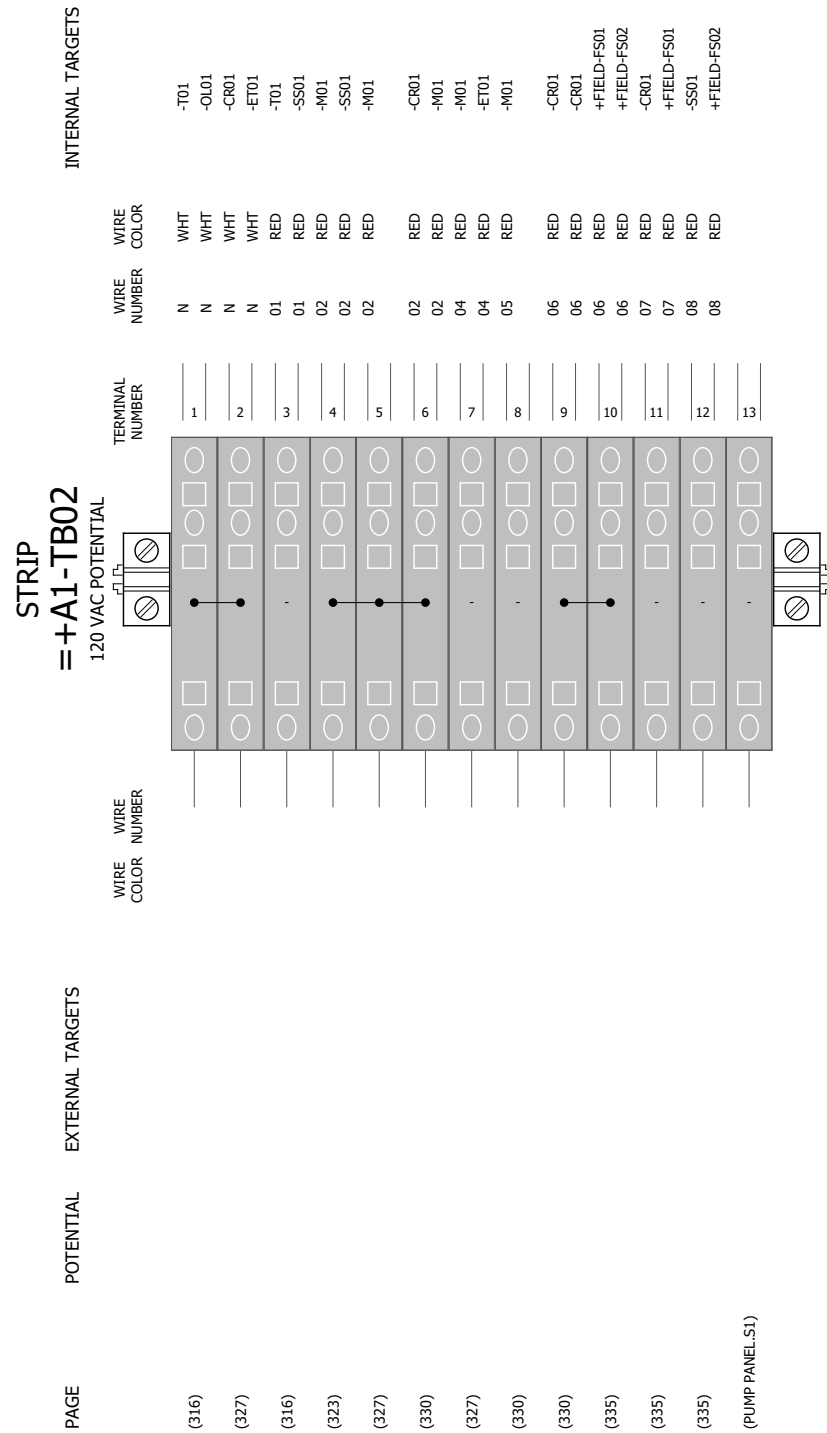 STRIP
=+A1-TB02
120 VAC POTENTIAL
PAGE POTENTIAL EXTERNAL TARGETS WIRE COLOR WIRE NUMBER TERMINAL NUMBER WIRE NUMBER WIRE COLOR INTERNAL TARGETS
(316) 1 N WHT -T01
N WHT -OL01
(327) 2 N WHT -CR01
N WHT -ET01
(316) - 3 01 RED -T01
01 RED -SS01
(323) 4 02 RED -M01
02 RED -SS01
(327) 5 02 RED -M01
(330) 6 02 RED -CR01
02 RED -M01
(327) - 7 04 RED -M01
04 RED -ET01
(330) - 8 05 RED -M01
(330) 9 06 RED -CR01
06 RED -CR01
(335) 10 06 RED +FIELD-FS01
06 RED +FIELD-FS02
(335) - 11 07 RED -CR01
07 RED +FIELD-FS01
(335) - 12 08 RED -SS01
08 RED +FIELD-FS02
(PUMP PANEL.S1) - 13